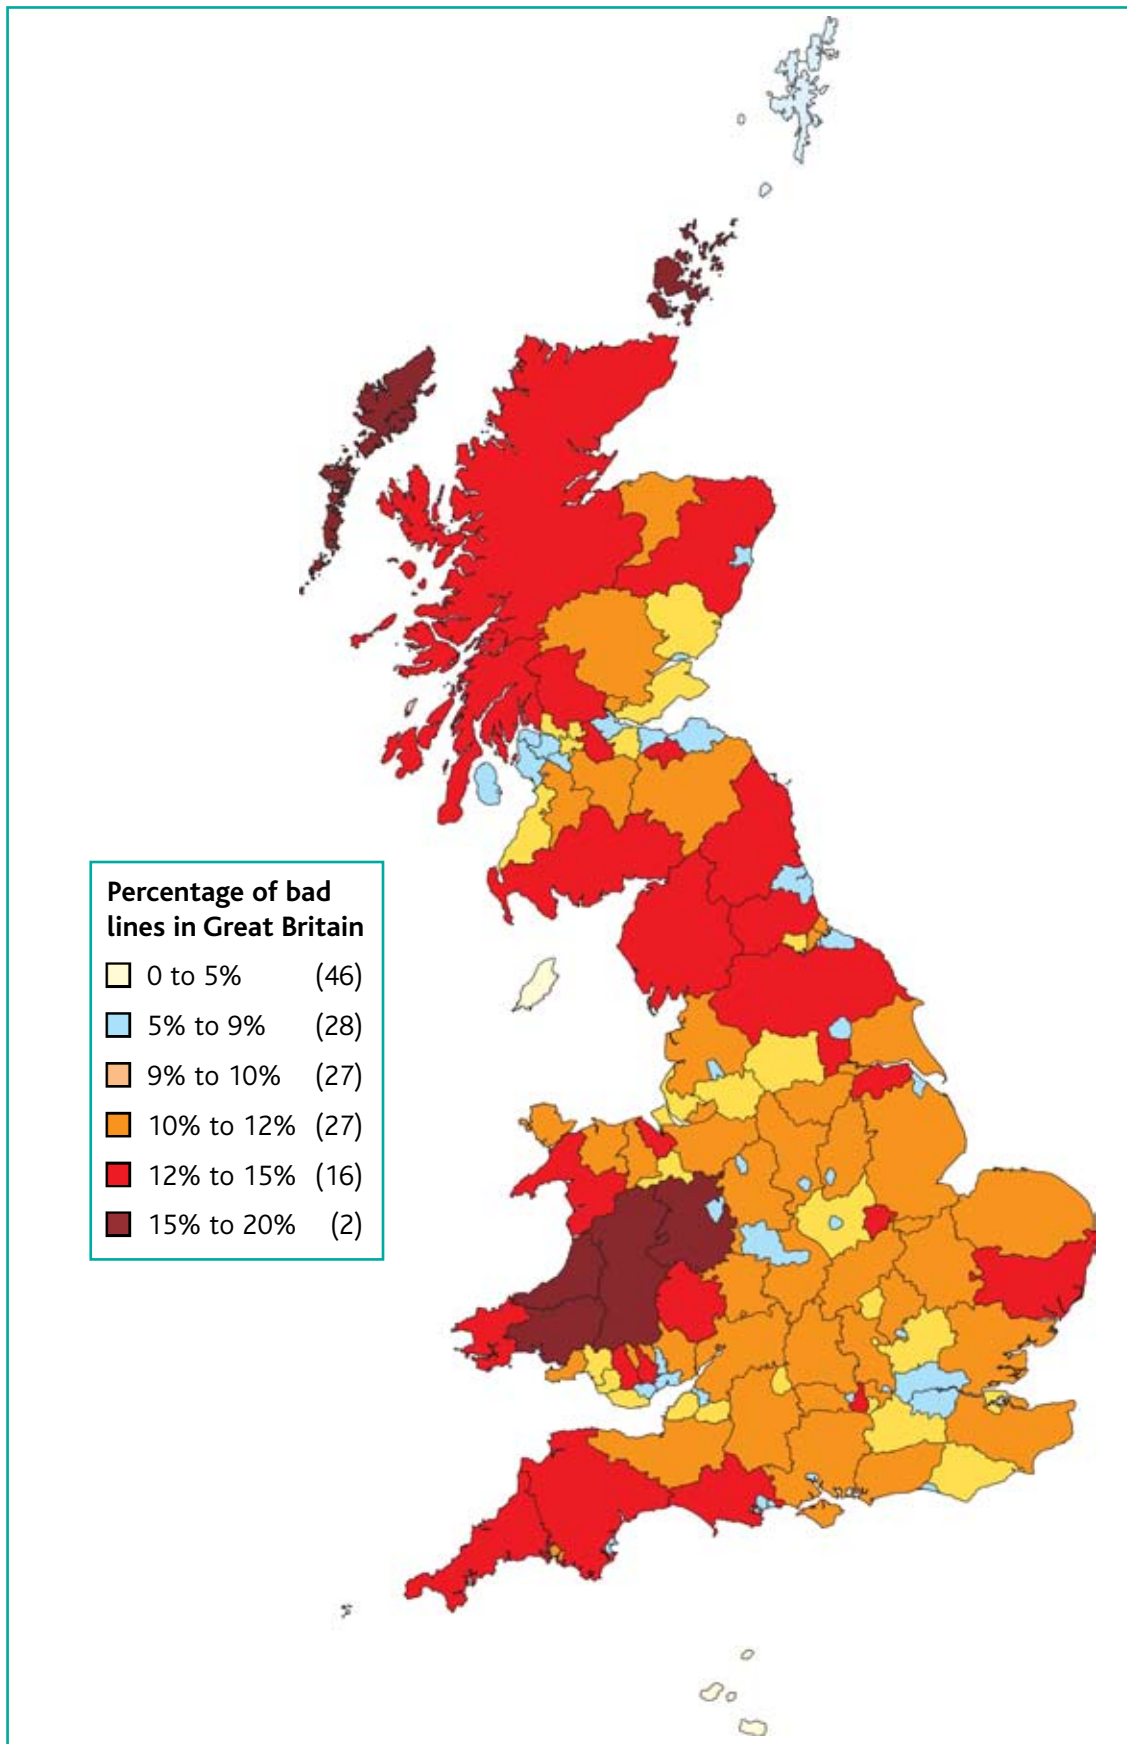 Percentage of bad
lines in Great Britain
0 to 5% (46)
5% to 9% (28)
9% to 10% (27)
10% to 12% (27)
12% to 15% (16)
15% to 20% (2)